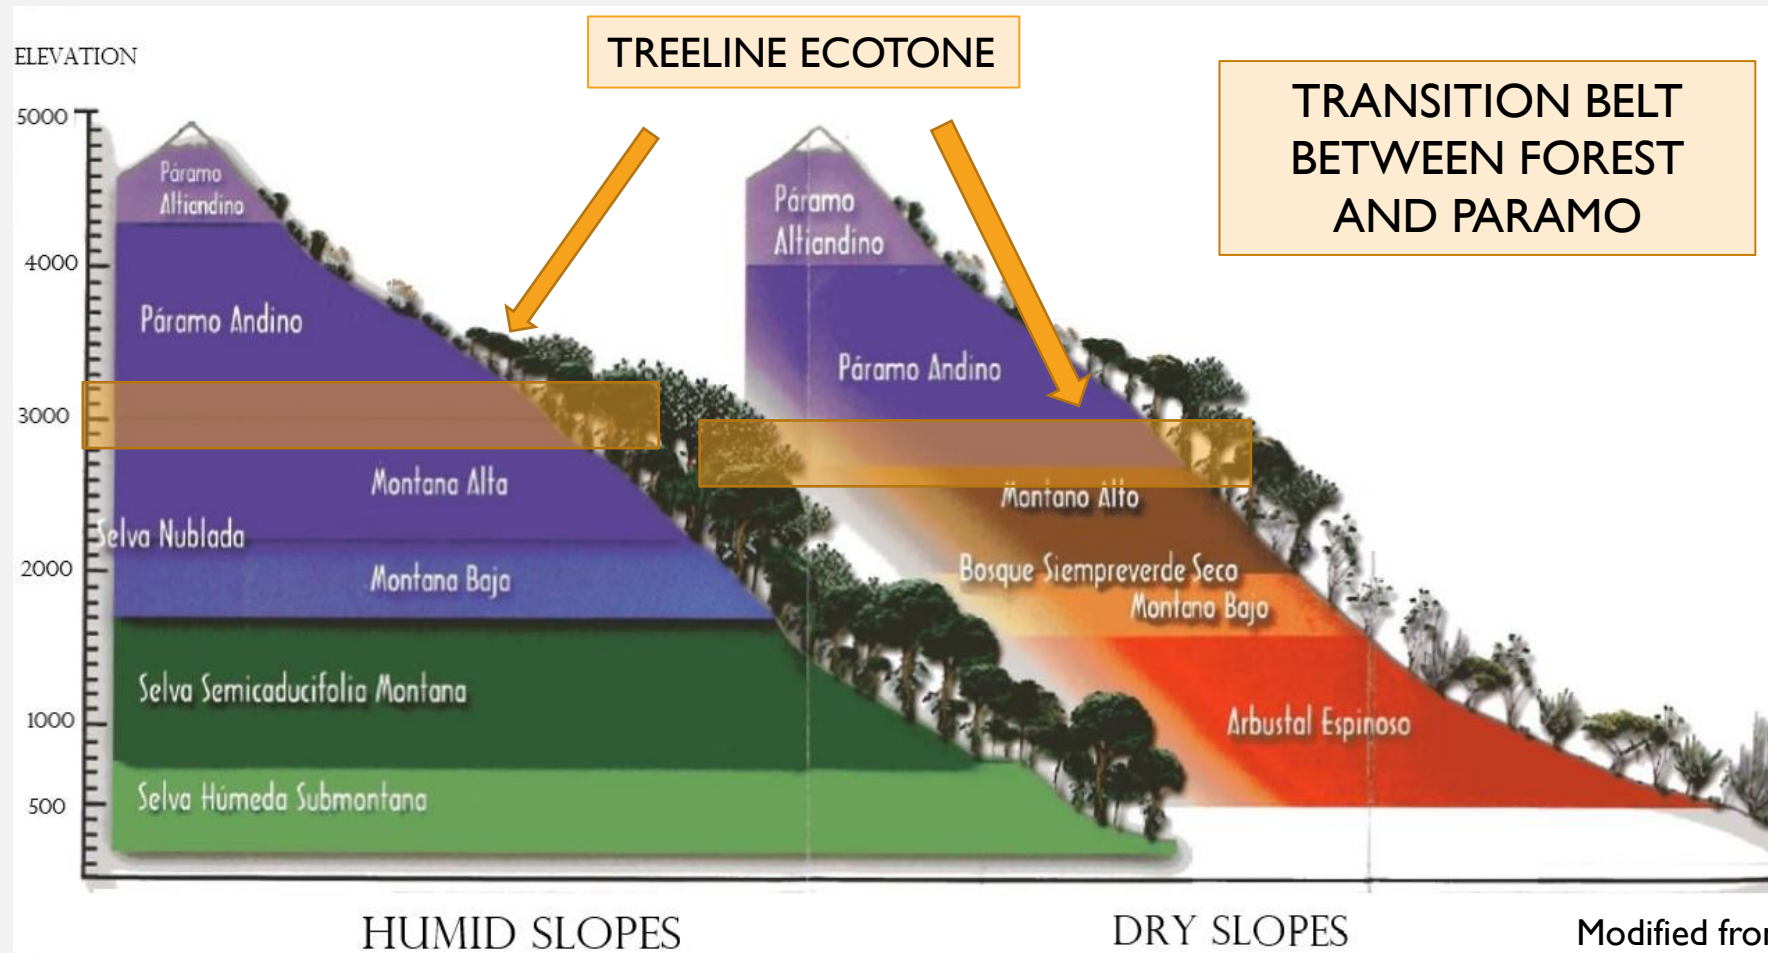 ELEVATION
TREELINE ECOTONE
TRANSITION BELT
BETWEEN FOREST
AND PARAMO
5000
4000
3000
2000
1000
500
Páramo
Altiandino
Páramo Andino
Montana Alta
Selva Nublada
Montana Baja
Selva Semicaducifolia Montana
Selva Húmeda Submontana
Páramo
Altiandino
Páramo Andino
Montano Alto
Bosque Siempreverde Seco
Montano Bajo
Arbustal Espinoso
HUMID SLOPES
DRY SLOPES
Modified